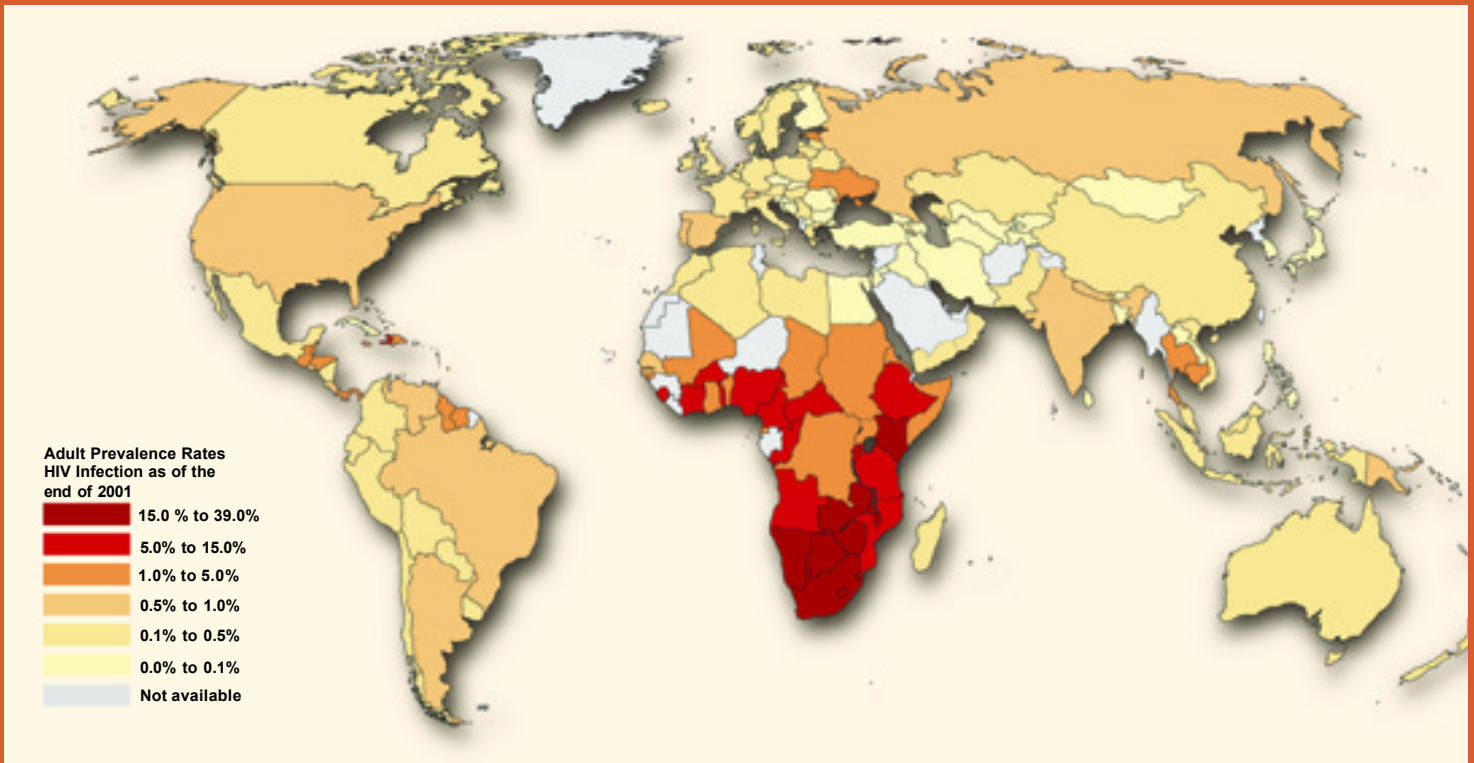 Adult Prevalence Rates
HIV Infection as of the
end of 2001
15.0 % to 39.0%
5.0% to 15.0%
1.0% to 5.0%
0.5% to 1.0%
0.1% to 0.5%
0.0% to 0.1%
Not available